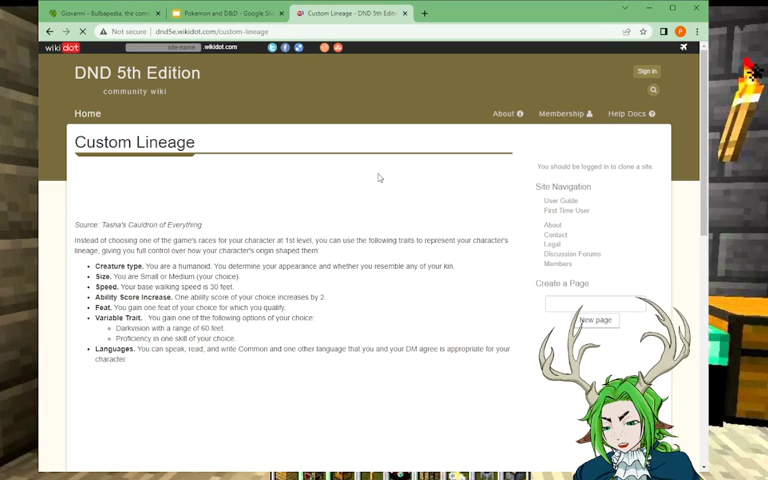 Giovanni - Bulbapedia, the comm
Pokemon and D&D - Google Slid
Custom Lineage - DND 5th Editio
Not secure
dnd5e.wikidot.com/custom-lineage
P
wikidot
site-name
.wikidot.com
DND 5th Edition
Sign in
community wiki
Home
About
Membership
Help Docs
Custom Lineage
You should be logged in to clone a site.
Site Navigation
User Guide
First Time User
Source: Tasha's Cauldron of Everything
About
Instead of choosing one of the game's races for your character at 1st level, you can use the following traits to represent your character's
lineage, giving you full control over how your character's origin shaped them:
Contact
Legal
Discussion Forums
Members
Creature type. You are a humanoid. You determine your appearance and whether you resemble any of your kin.
Size. You are Small or Medium (your choice).
Speed. Your base walking speed is 30 feet.
Ability Score Increase. One ability score of your choice increases by 2.
Feat. You gain one feat of your choice for which you qualify.
Variable Trait. . You gain one of the following options of your choice:
Darkvision with a range of 60 feet.
Proficiency in one skill of your choice.
Languages. You can speak, read, and write Common and one other language that you and your DM agree is appropriate for your
character.
Create a Page
New page